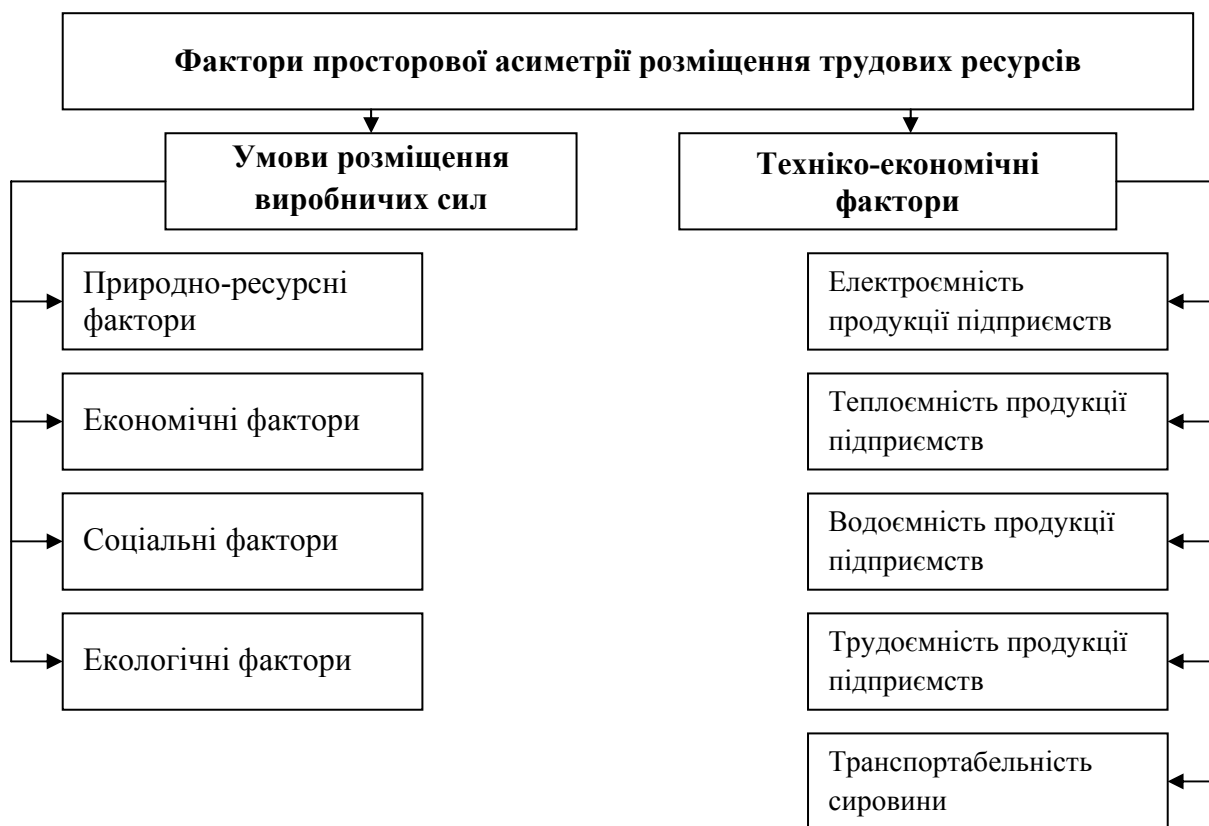 Фактори просторової асиметрії розміщення трудових ресурсів
Умови розміщення
виробничих сил
Природно-ресурсні
фактори
Економічні фактори
Соціальні фактори
Екологічні фактори
Техніко-економічні
фактори
Електроємність
продукції підприємств
Теплоємність продукції
підприємств
Водоємність продукції
підприємств
Трудоємність продукції
підприємств
Транспортабельність
сировини